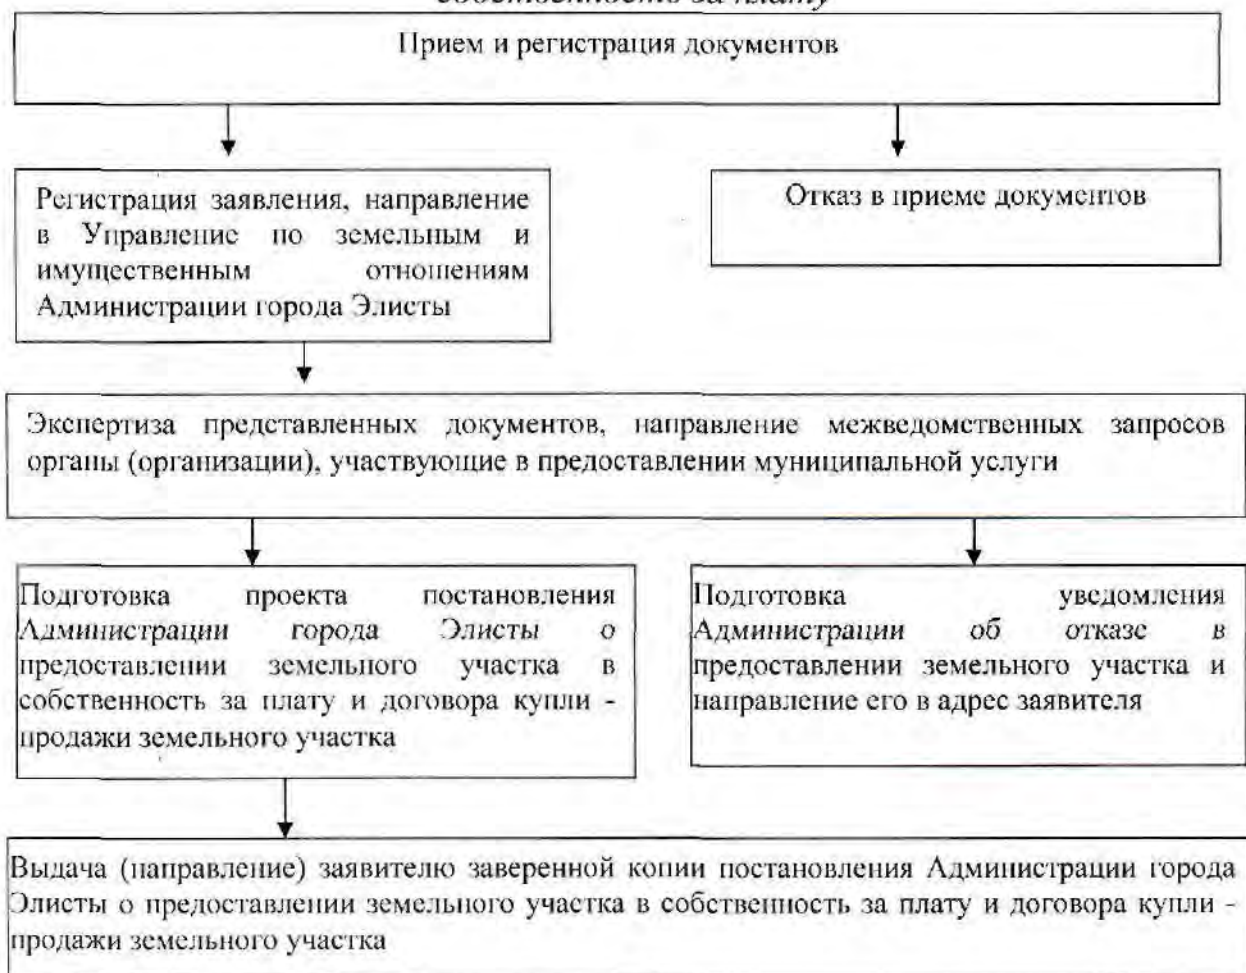 собственность за плату
Прием и регистрация документов
Регистрация заявления, направление
в Управление по земельным и
имущественным отношениям
Администрации города Элисты
Отказ в приеме документов
Экспертиза представленных документов, направление межведомственных запросов
органы (организации), участвующие в предоставлении муниципальной услуги
Подготовка проекта постановления
Администрации города Элисты о
предоставлении земельного участка в
собственность за плату и договора купли -
продажи земельного участка
Подготовка уведомления
Администрации об отказе в
предоставлении земельного участка и
направление его в адрес заявителя
Выдача (направление) заявителю заверенной копии постановления Администрации города
Элисты о предоставлении земельного участка в собственность за плату и договора купли -
продажи земельного участка